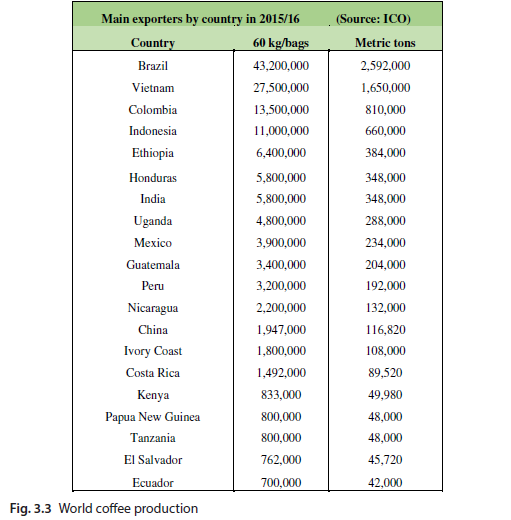 Main exporters by country in 2015/16 (Source: ICO)
Country 60 kg/bags Metric tons
Brazil 43,200,000 2,592,000
Vietnam 27,500,000 1,650,000
Colombia 13,500,000 810,000
Indonesia 11,000,000 660,000
Ethiopia 6,400,000 384,000
Honduras 5,800,000 348,000
India 5,800,000 348,000
Uganda 4,800,000 288,000
Mexico 3,900,000 234,000
Guatemala 3,400,000 204,000
Peru 3,200,000 192,000
Nicaragua 2,200,000 132,000
China 1,947,000 116,820
Ivory Coast 1,800,000 108,000
Costa Rica 1,492,000 89,520
Kenya 833,000 49,980
Papua New Guinea 800,000 48,000
Tanzania 800,000 48,000
El Salvador 762,000 45,720
Ecuador 700,000 42,000
Fig. 3.3 World coffee production